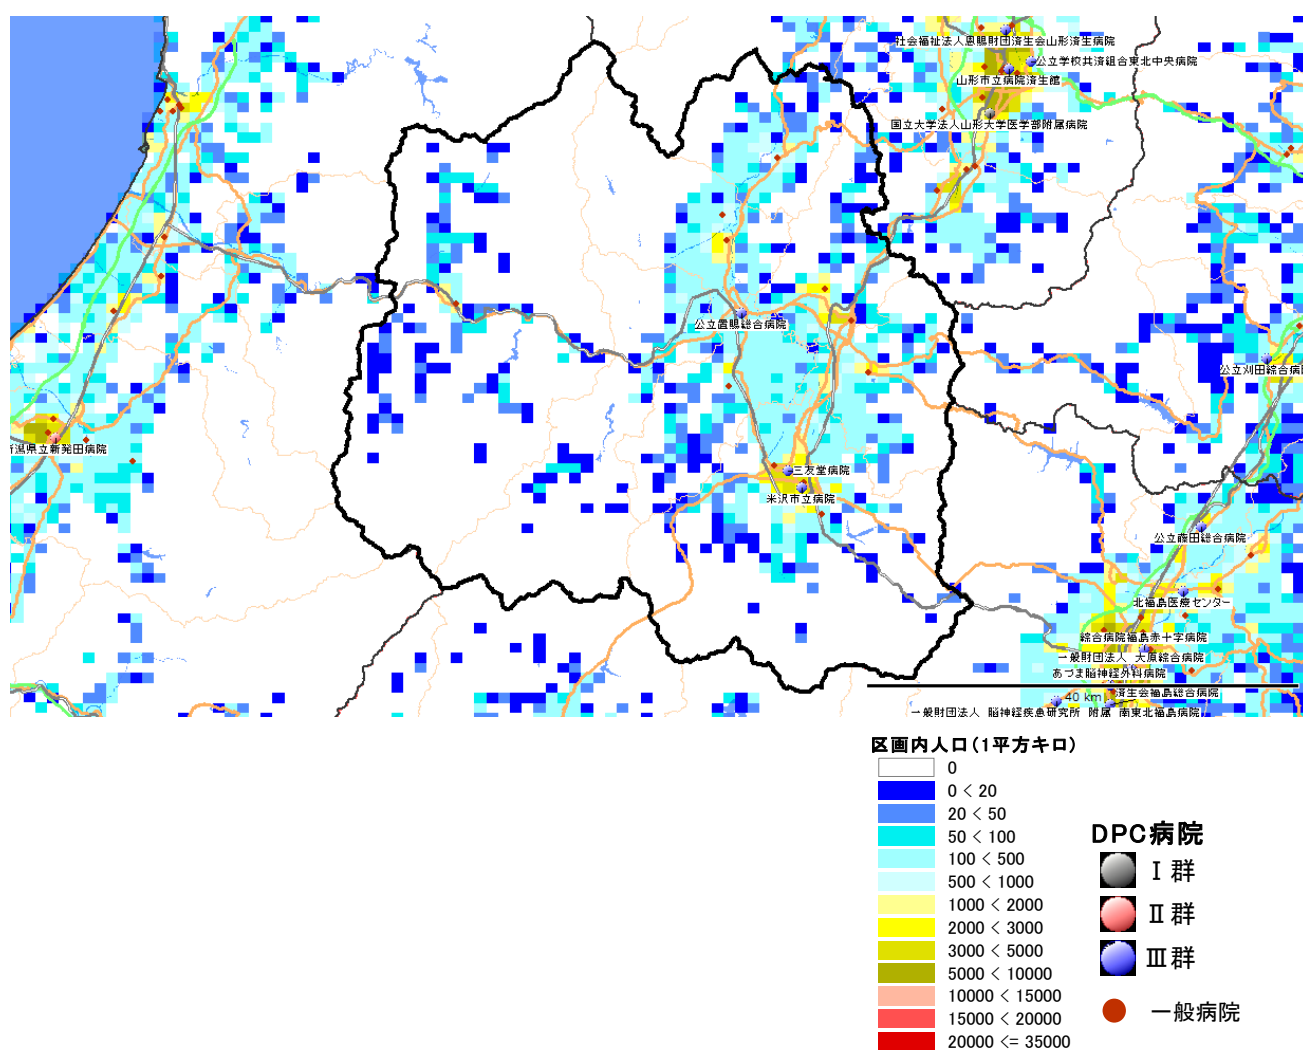 社会福祉法人恩賜財団済生会山形済生病院
公立学校共済組合東北中央病院
山形市立病院済生館
国立大学法人山形大学医学部附属病院
公立置賜総合病院
公立刈田綜合病院
新潟県立新発田病院
三友堂病院
米沢市立病院
公立藤田総合病院
北福島医療センター
綜合病院福島赤十字病院
一般財団法人 大原綜合病院
あづま脳神経外科病院
済生会福島総合病院
40 km
一般財団法人 脳神経疾患研究所 附属 南東北福島病院
区画内人口(1平方キロ)
0
0 < 20
20 < 50
50 < 100
100 < 500
500 < 1000
1000 < 2000
2000 < 3000
3000 < 5000
5000 < 10000
10000 < 15000
15000 < 20000
20000 <= 35000
DPC病院
Ⅰ群
Ⅱ群
Ⅲ群
一般病院